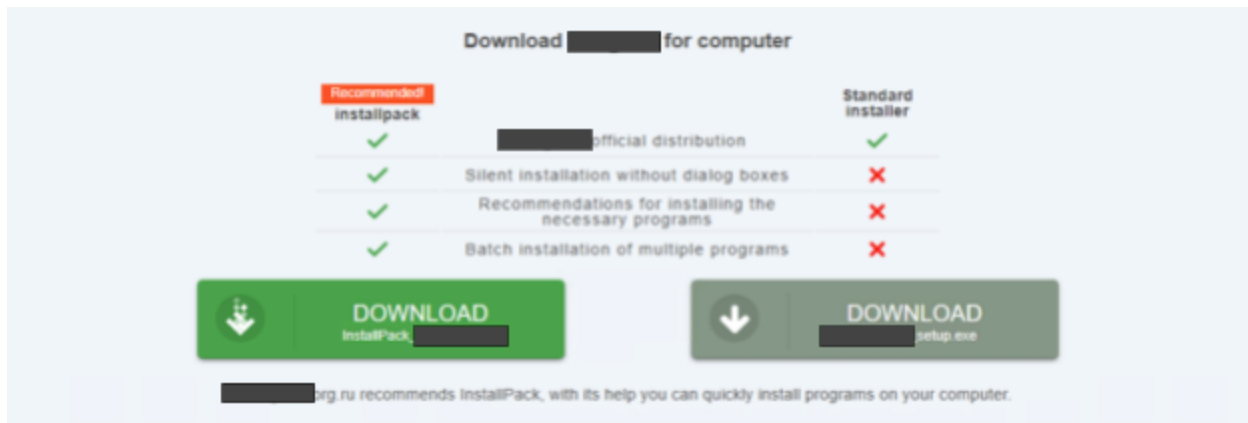 Download for computer
Recommended!
installpack
Standard
installer
official distribution
Silent installation without dialog boxes
Recommendations for installing the
necessary programs
Batch installation of multiple programs
DOWNLOAD
InstallPack_
DOWNLOAD
_setup.exe
org.ru recommends InstallPack, with its help you can quickly install programs on your computer.